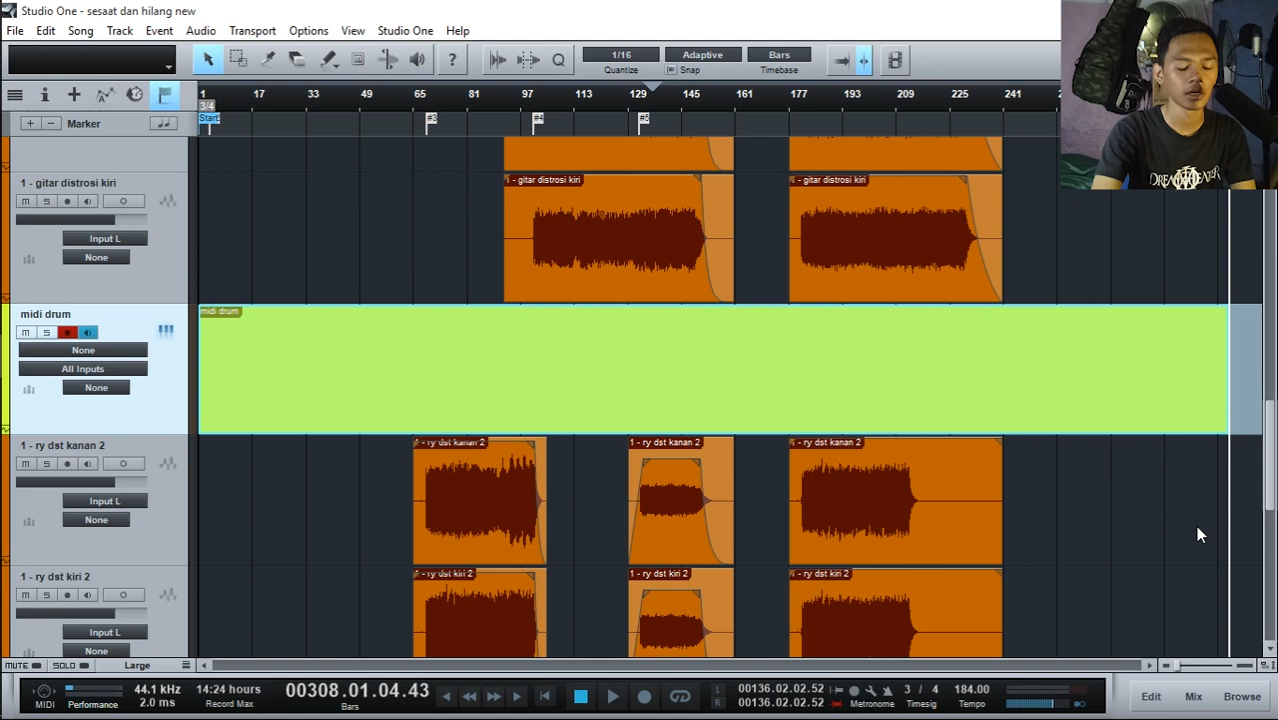 Studio One - sesaat dan hilang new
File Edit Song Track Event Audio Transport Options View Studio One Help
1/16 Adaptive Bars
Quantize Snap Timebase
1 17 33 49 65 81 97 113 129 145 161 177 193 209 225 241
3/4
Marker Start #3 #4 #5
1 - gitar distrosi kiri
M S
Input L
None
1 - gitar distrosi kiri 1 - gitar distrosi kiri
midi drum
M S
None
All Inputs
None
midi drum
1 - ry dst kanan 2
M S
Input L
None
1 - ry dst kanan 2 1 - ry dst kanan 2 1 - ry dst kanan 2
1 - ry dst kiri 2
M S
Input L
None
1 - ry dst kiri 2 1 - ry dst kiri 2 1 - ry dst kiri 2
MUTE SOLO Large
MIDI Performance
44.1 kHz
2.0 ms
14:24 hours
Record Max
00308.01.04.43
Bars
L 00136.02.02.52
R 00136.02.02.52
Metronome
3 / 4
Timesig
184.00
Tempo
Edit Mix Browse
DREAM THEATER